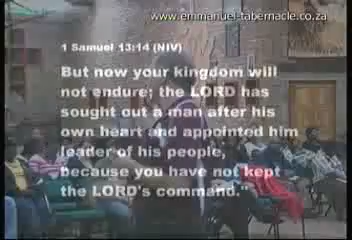 www.emmanuel-tabernacle.co.za
1 Samuel 13:14 (NIV)
But now your kingdom will
not endure; the LORD has
sought out a man after his
own heart and appointed him
leader of his people,
because you have not kept
the LORD's command."